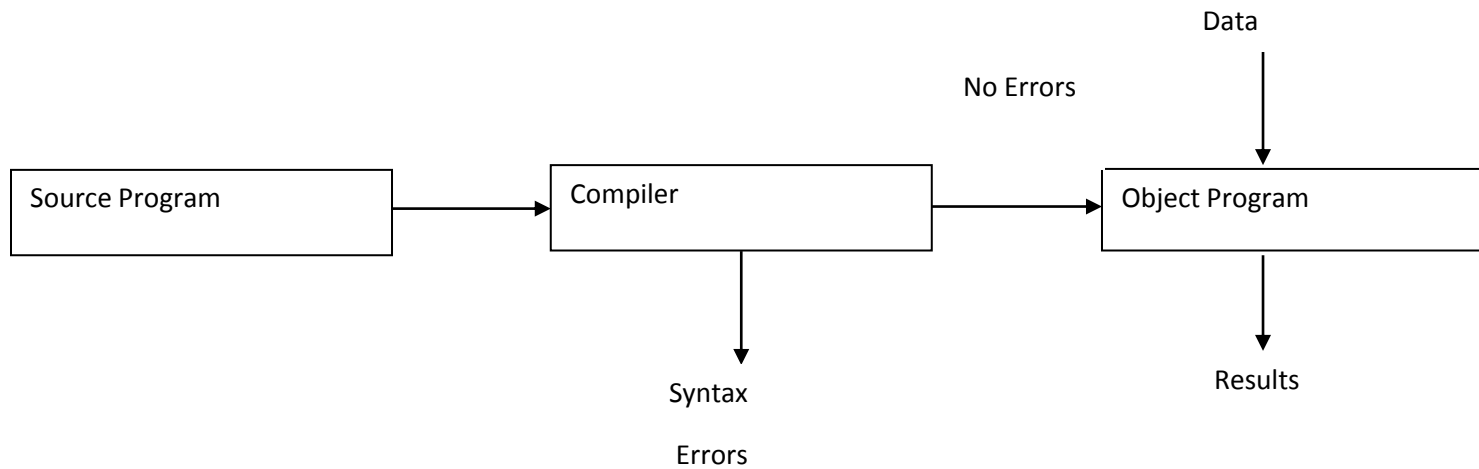 Data
No Errors
Source Program
Compiler
Object Program
Syntax
Errors
Results